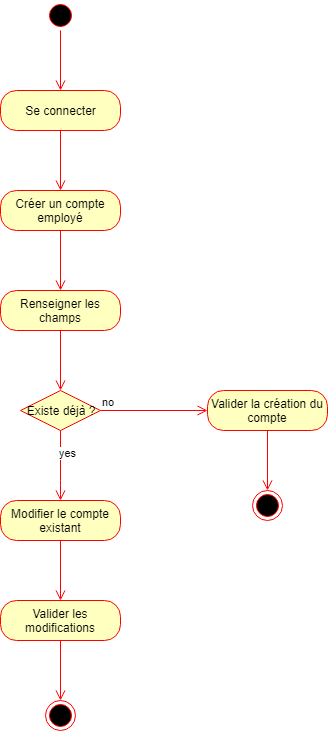 Se connecter
Créer un compte
employé
Renseigner les
champs
Existe déjà ?
no
Valider la création du
compte
yes
Modifier le compte
existant
Valider les
modifications